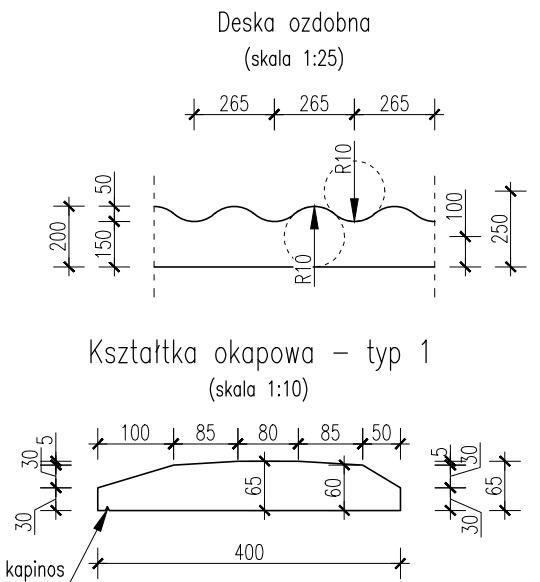 Deska ozdobna
(skala 1:25)
265 265 265
R10
50
200
150
R10
100
250
Kształtka okapowa – typ 1
(skala 1:10)
100 85 80 85 50
30 5
30
65
60
5 30
65
30
kapinos
400